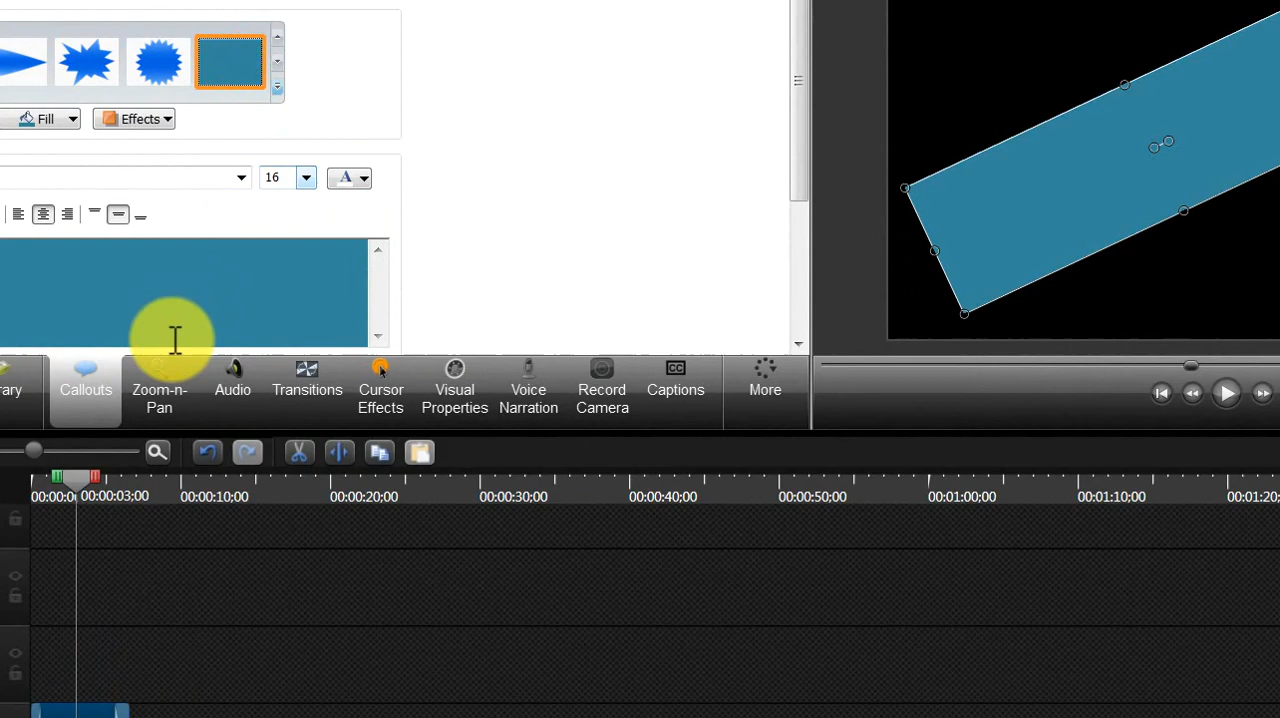 Fill
Effects
16
A
rary
Callouts
Zoom-n-
Pan
Audio
Transitions
Cursor
Effects
Visual
Properties
Voice
Narration
Record
Camera
CC
Captions
More
00:00:0 00:00:03;00 00:00:10;00 00:00:20;00 00:00:30;00 00:00:40;00 00:00:50;00 00:01:00;00 00:01:10;00 00:01:20;